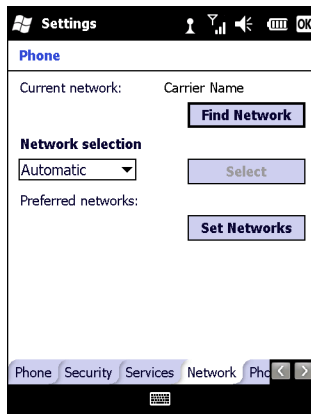 Settings
OK
Phone
Current network: Carrier Name
Find Network
Network selection
Automatic
Select
Preferred networks:
Set Networks
Phone Security Services Network Pho